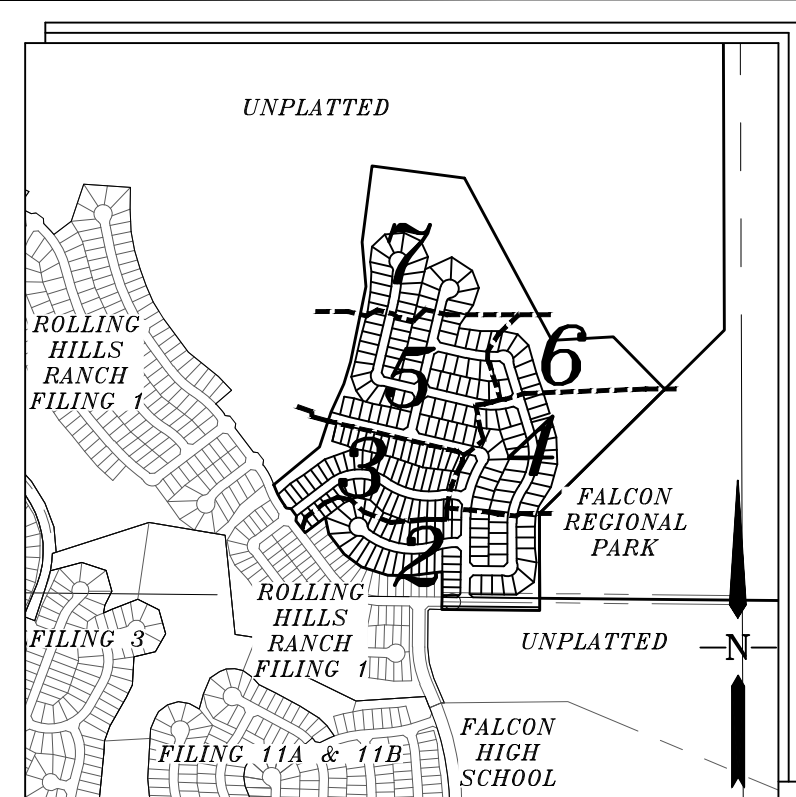 UNPLATTED
7
ROLLING
HILLS
RANCH
FILING 1
6
5
1
3
FALCON
REGIONAL
PARK
2
ROLLING
HILLS
RANCH
FILING 1
FILING 3
UNPLATTED
N
FALCON
HIGH
SCHOOL
FILING 11A & 11B